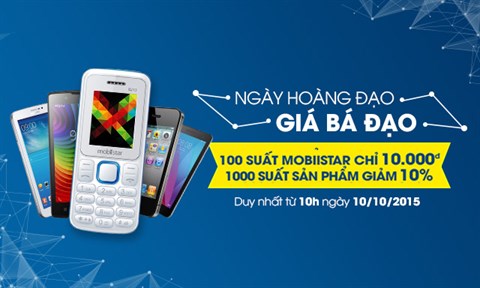 NGÀY HOÀNG ĐẠO
GIÁ BÁ ĐẠO
100 SUẤT MOBIISTAR CHỈ 10.000đ
1000 SUẤT SẢN PHẨM GIẢM 10%
Duy nhất từ 10h ngày 10/10/2015
mobiistar